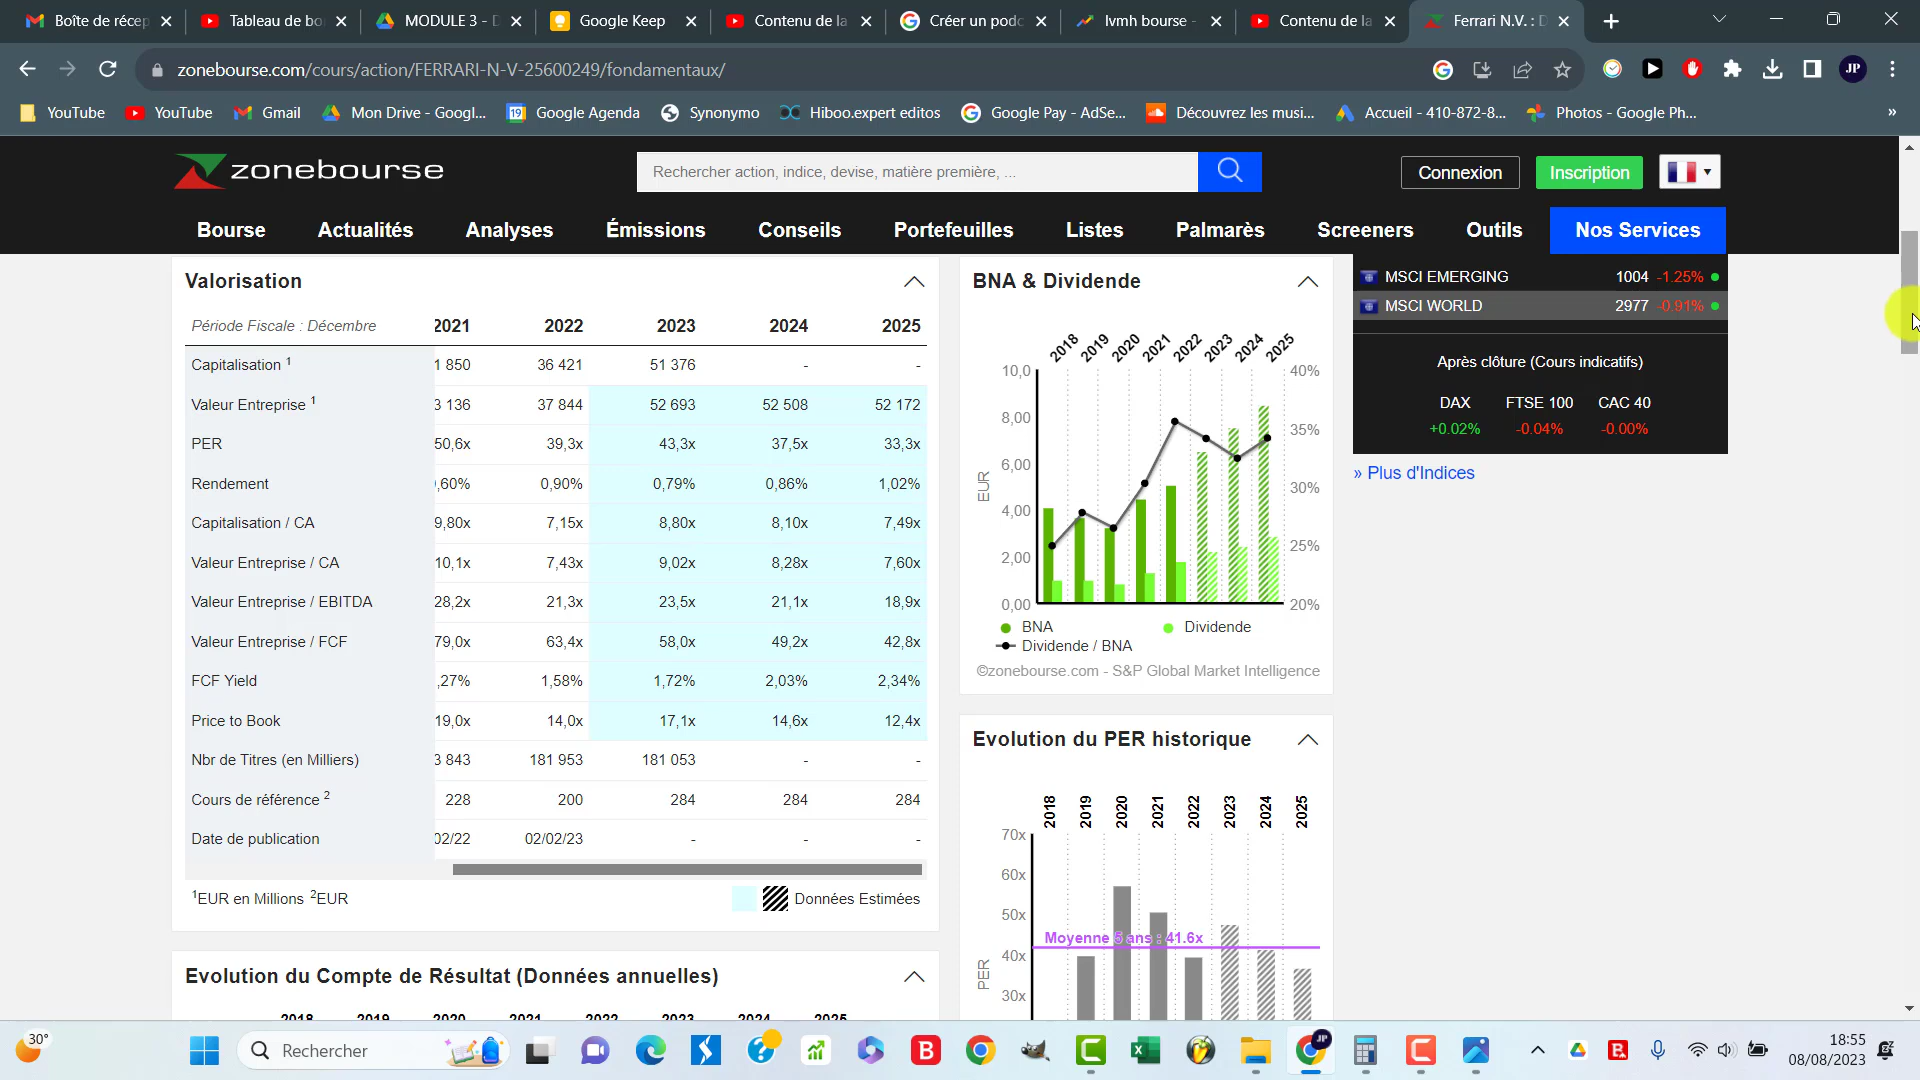 Boîte de récep
Tableau de bo
MODULE 3 - D
Google Keep
Contenu de la
Créer un podc
lvmh bourse -
Contenu de la
Ferrari N.V. : D
zonebourse.com/cours/action/FERRARI-N-V-25600249/fondamentaux/
JP
YouTube
YouTube
Gmail
Mon Drive - Googl...
19
Google Agenda
Synonymo
Hiboo.expert editos
Google Pay - AdSe...
Découvrez les musi...
Accueil - 410-872-8...
Photos - Google Ph...
»
zonebourse
Rechercher action, indice, devise, matière première, ...
Connexion
Inscription
Bourse Actualités Analyses Émissions Conseils Portefeuilles Listes Palmarès Screeners Outils Nos Services
Valorisation
Période Fiscale : Décembre 2021 2022 2023 2024 2025
Capitalisation 1 1 850 36 421 51 376 - -
Valeur Entreprise 1 3 136 37 844 52 693 52 508 52 172
PER 50,6x 39,3x 43,3x 37,5x 33,3x
Rendement ,60% 0,90% 0,79% 0,86% 1,02%
Capitalisation / CA 9,80x 7,15x 8,80x 8,10x 7,49x
Valeur Entreprise / CA 10,1x 7,43x 9,02x 8,28x 7,60x
Valeur Entreprise / EBITDA 28,2x 21,3x 23,5x 21,1x 18,9x
Valeur Entreprise / FCF 79,0x 63,4x 58,0x 49,2x 42,8x
FCF Yield ,27% 1,58% 1,72% 2,03% 2,34%
Price to Book 19,0x 14,0x 17,1x 14,6x 12,4x
Nbr de Titres (en Milliers) 3 843 181 953 181 053 - -
Cours de référence 2 228 200 284 284 284
Date de publication 02/22 02/02/23 - - -
1EUR en Millions 2EUR
Données Estimées
Evolution du Compte de Résultat (Données annuelles)
2018 2019 2020 2021 2022 2023 2024 2025
BNA & Dividende
2018 2019 2020 2021 2022 2023 2024 2025
10,0 40%
8,00 35%
6,00 30%
4,00 25%
2,00
0,00 20%
EUR
BNA
Dividende
Dividende / BNA
©zonebourse.com - S&P Global Market Intelligence
Evolution du PER historique
2018 2019 2020 2021 2022 2023 2024 2025
70x
60x
50x
Moyenne 5 ans : 41.6x
40x
30x
PER
MSCI EMERGING 1004 -1.25%
MSCI WORLD 2977 -0.91%
Après clôture (Cours indicatifs)
DAX FTSE 100 CAC 40
+0.02% -0.04% -0.00%
» Plus d'Indices
30°
Rechercher
JP
18:55
08/08/2023